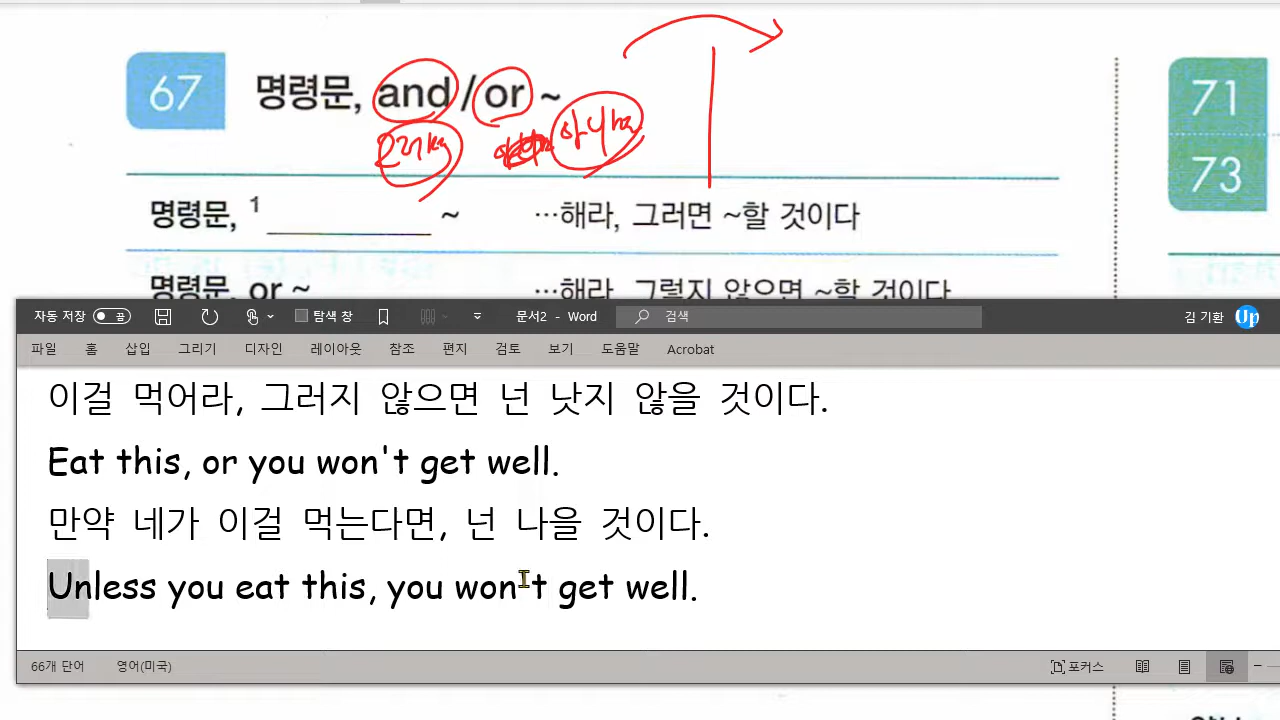 67 명령문, and / or ~
명령문, 1 ________ ~ …해라, 그러면 ~할 것이다
명령문, or ~ …해라, 그렇지 않으면 ~할 것이다
71
73
자동 저장 끔 탐색 창 문서2 - Word 검색 김 기환 Up
파일 홈 삽입 그리기 디자인 레이아웃 참조 편지 검토 보기 도움말 Acrobat
이걸 먹어라, 그러지 않으면 넌 낫지 않을 것이다.
Eat this, or you won't get well.
만약 네가 이걸 먹는다면, 넌 나을 것이다.
Unless you eat this, you won't get well.
66개 단어 영어(미국) 포커스